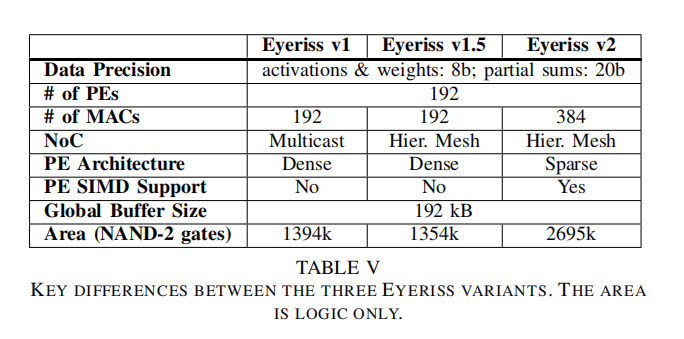 Eyeriss v1 Eyeriss v1.5 Eyeriss v2
Data Precision activations & weights: 8b; partial sums: 20b
# of PEs 192
# of MACs 192 192 384
NoC Multicast Hier. Mesh Hier. Mesh
PE Architecture Dense Dense Sparse
PE SIMD Support No No Yes
Global Buffer Size 192 kB
Area (NAND-2 gates) 1394k 1354k 2695k
TABLE V
KEY DIFFERENCES BETWEEN THE THREE EYERISS VARIANTS. THE AREA
IS LOGIC ONLY.